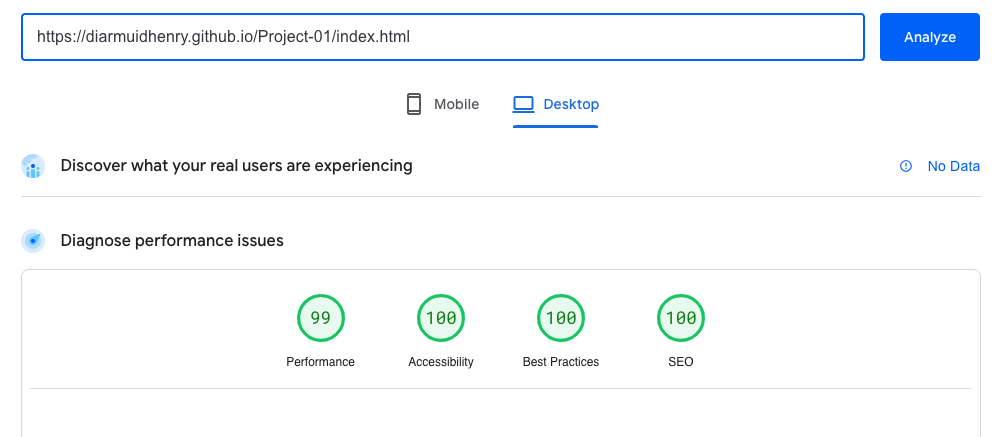 https://diarmuidhenry.github.io/Project-01/index.html
Analyze
Mobile
Desktop
Discover what your real users are experiencing
No Data
Diagnose performance issues
99
100
100
100
Performance
Accessibility
Best Practices
SEO